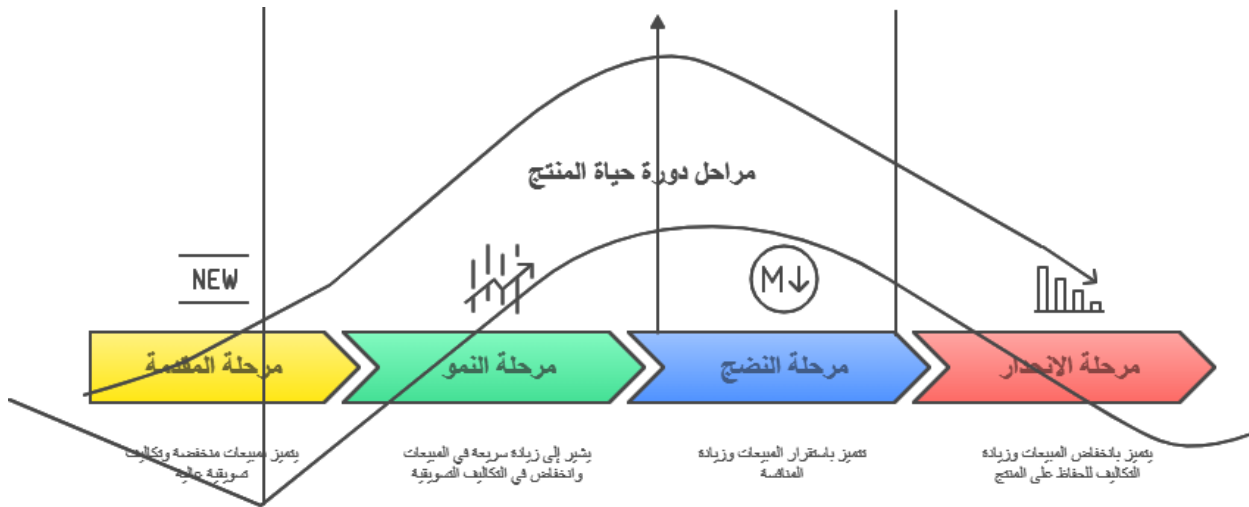 مراحل دورة حياة المنتج
NEW
M↓
مرحلة المقدمة
مرحلة النمو
مرحلة النضج
مرحلة الانحدار
يتميز بمبيعات منخفضة وتكاليف
تسويقية عالية
يشير إلى زيادة سريعة في المبيعات
وانخفاض في التكاليف التسويقية
تتميز باستقرار المبيعات وزيادة
المنافسة
يتميز بانخفاض المبيعات وزيادة
التكاليف للحفاظ على المنتج